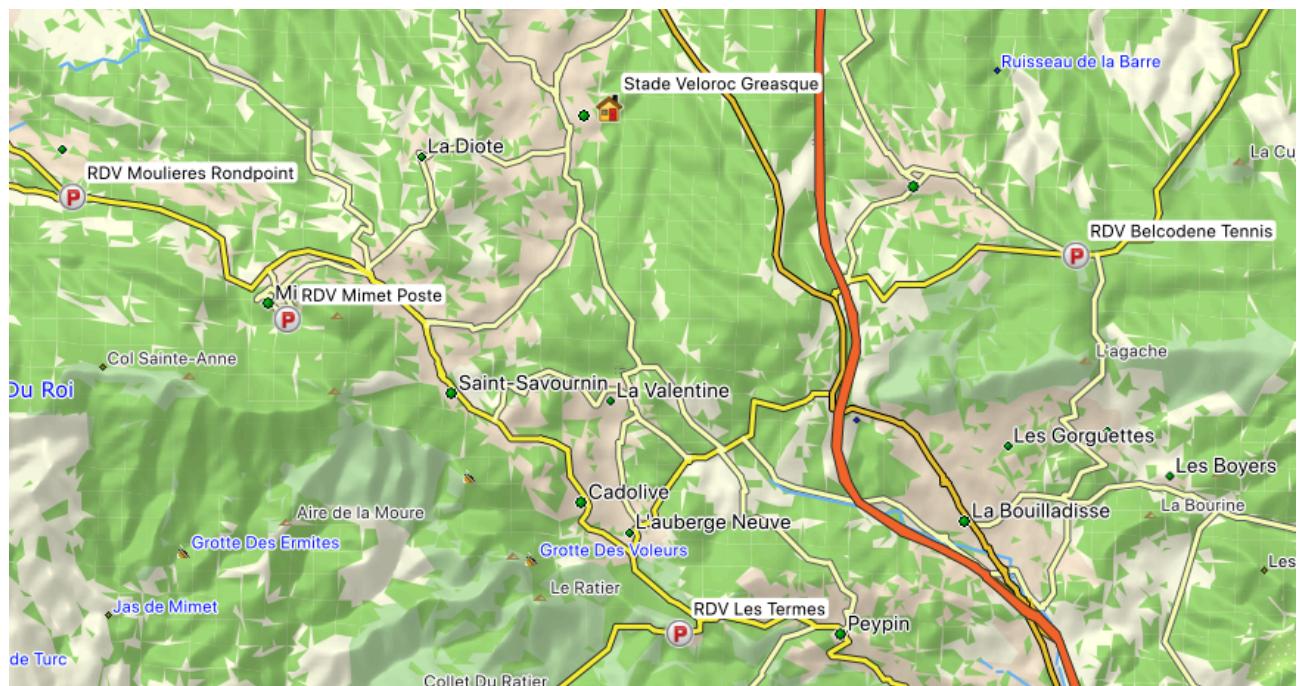 Ruisseau de la Barre
Stade Veloroc Greasque
La Diote
La Cu
RDV Moulieres Rondpoint
P
RDV Belcodene Tennis
P
Mi
RDV Mimet Poste
P
L'agache
Col Sainte-Anne
Du Roi
Saint-Savournin
La Valentine
Les Gorguettes
Les Boyers
Cadolive
La Bourine
Aire de la Moure
L'auberge Neuve
La Bouilladisse
Grotte Des Ermites
Grotte Des Voleurs
Les
Le Ratier
Jas de Mimet
RDV Les Termes
P
Peypin
de Turc
Collet Du Ratier